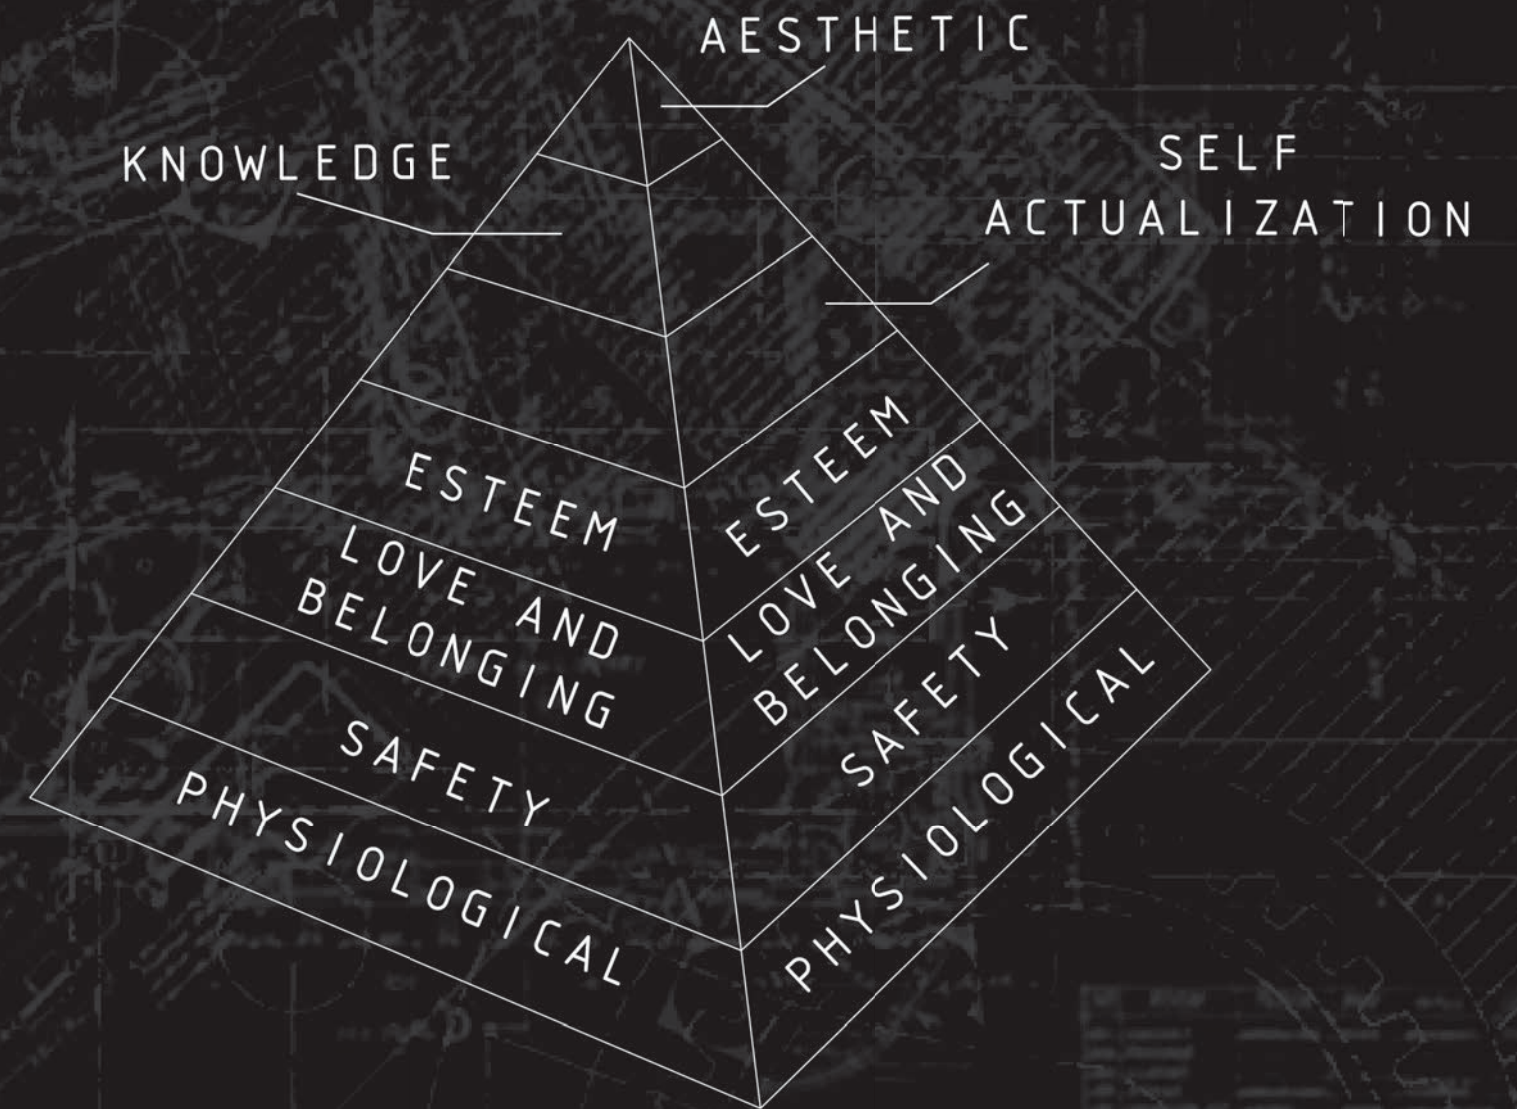 AESTHETIC
KNOWLEDGE
SELF
ACTUALIZATION
ESTEEM
LOVE AND
BELONGING
SAFETY
PHYSIOLOGICAL
ESTEEM
LOVE AND
BELONGING
SAFETY
PHYSIOLOGICAL